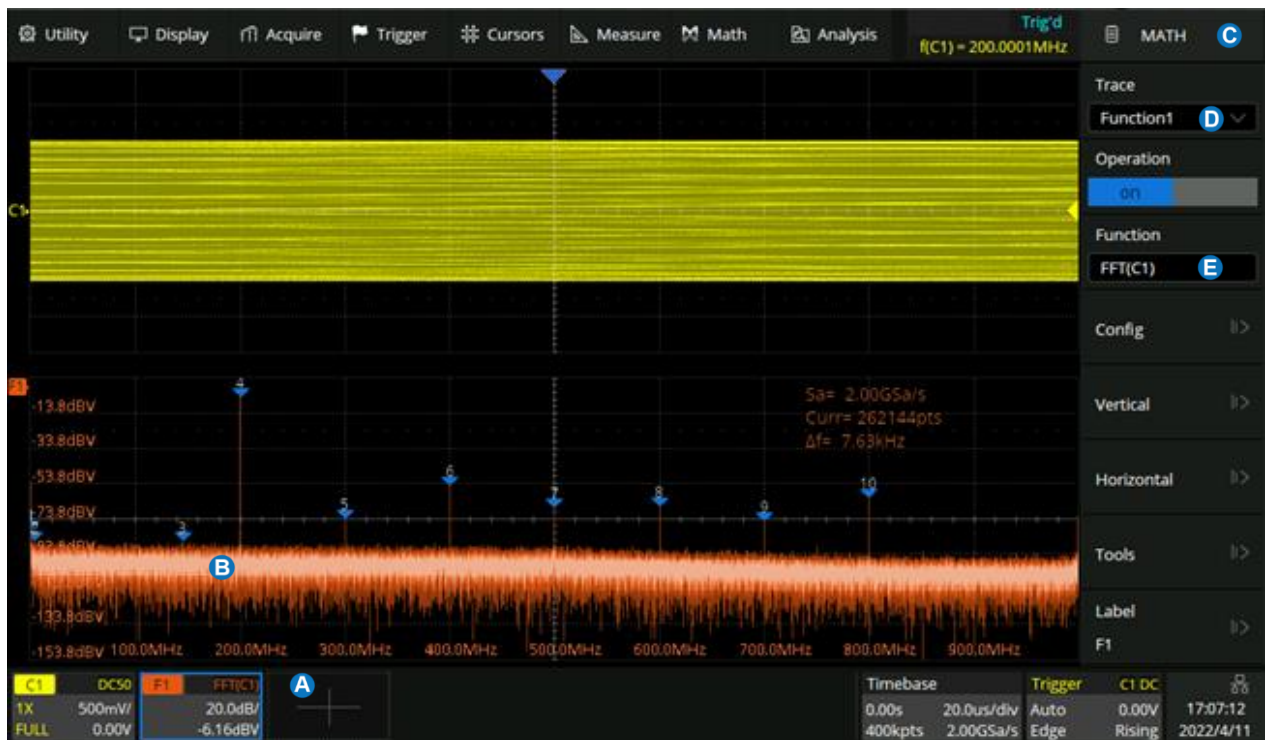 Utility Display Acquire Trigger Cursors Measure Math Analysis
Trig'd
f(C1) = 200.0001MHz
MATH C
Trace
Function1 D
Operation
on
Function
FFT(C1) E
Config
Vertical
Horizontal
Tools
Label
F1
C1
F1
4
Sa= 2.00GSa/s
Curr= 262144pts
Δf= 7.63kHz
-13.8dBV
-33.8dBV
-53.8dBV
-73.8dBV
3 5 6 7 8 9 10
B
-133.8dBV
-153.8dBV 100.0MHz 200.0MHz 300.0MHz 400.0MHz 500.0MHz 600.0MHz 700.0MHz 800.0MHz 900.0MHz
C1 DC50
1X 500mV/
FULL 0.00V
F1 FFT(C1)
20.0dB/
-6.16dBV
A
Timebase
0.00s 20.0us/div
400kpts 2.00GSa/s
Trigger C1 DC
Auto 0.00V
Edge Rising
17:07:12
2022/4/11